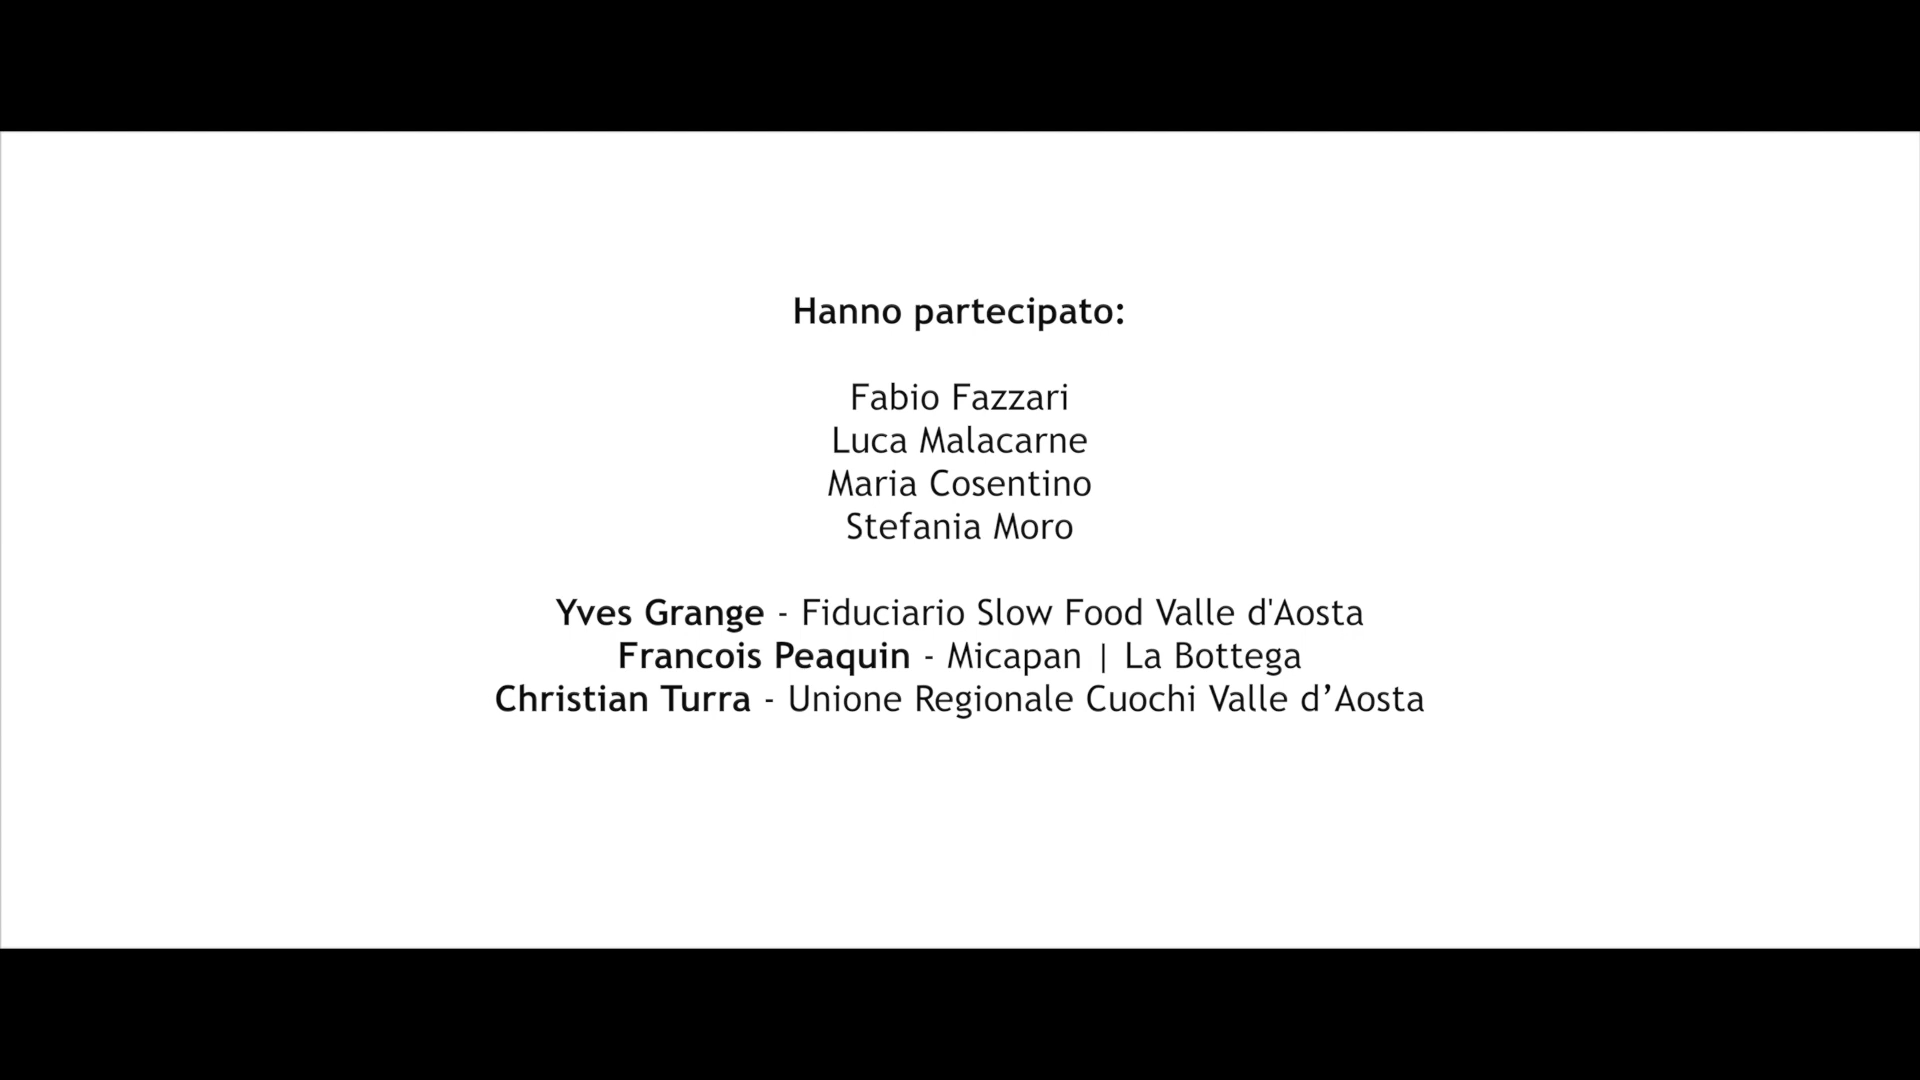 Hanno partecipato:
Fabio Fazzari
Luca Malacarne
Maria Cosentino
Stefania Moro
Yves Grange - Fiduciario Slow Food Valle d'Aosta
Francois Peaquin - Micapan | La Bottega
Christian Turra - Unione Regionale Cuochi Valle d’Aosta